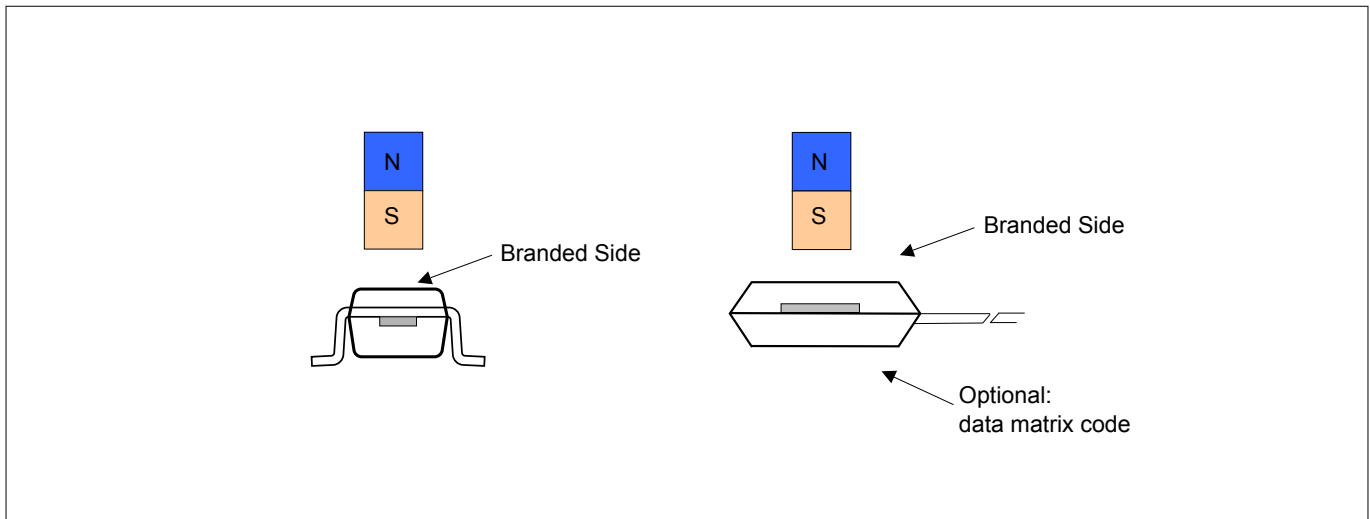 N
S
Branded Side
N
S
Branded Side
Optional:
data matrix code